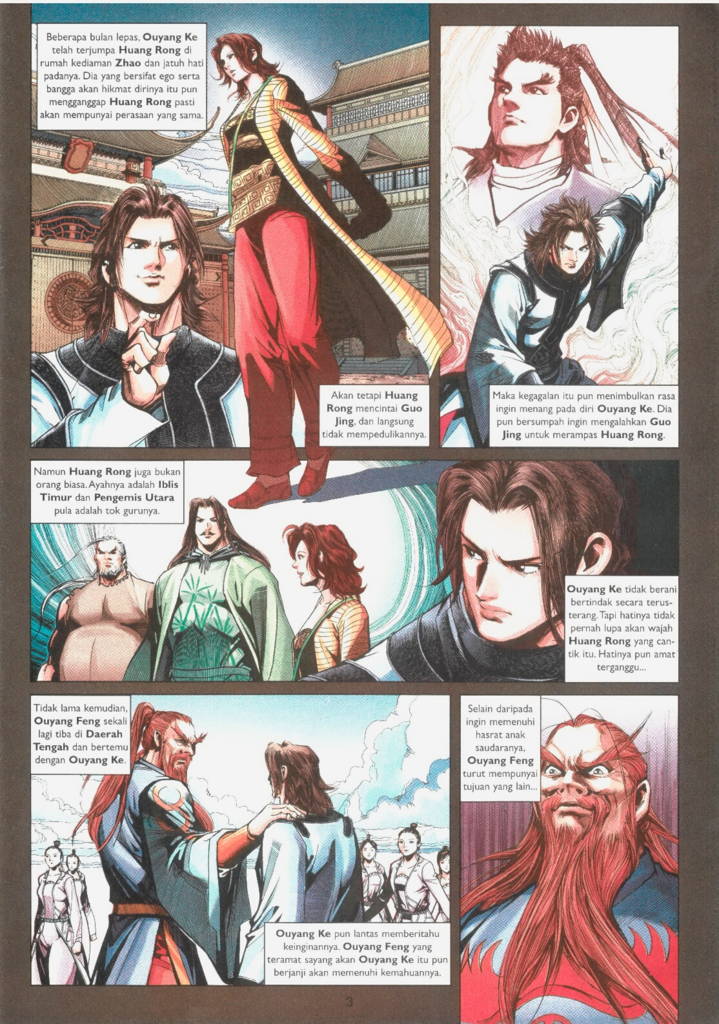 Beberapa bulan lepas, Ouyang Ke
telah terjumpa Huang Rong di
rumah kediaman Zhao dan jatuh hati
padanya. Dia yang bersifat ego serta
bangga akan hikmat dirinya itu pun
mengganggap Huang Rong pasti
akan mempunyai perasaan yang sama.
Akan tetapi Huang
Rong mencintai Guo
Jing, dan langsung
tidak mempedulikannya.
Maka kegagalan itu pun menimbulkan rasa
ingin menang pada diri Ouyang Ke. Dia
pun bersumpah ingin mengalahkan Guo
Jing untuk merampas Huang Rong.
Namun Huang Rong juga bukan
orang biasa. Ayahnya adalah Iblis
Timur dan Pengemis Utara
pula adalah tok gurunya.
Ouyang Ke tidak berani
bertindak secara terus-
terang. Tapi hatinya tidak
pernah lupa akan wajah
Huang Rong yang can-
tik itu. Hatinya pun amat
terganggu...
Tidak lama kemudian,
Ouyang Feng sekali
lagi tiba di Daerah
Tengah dan bertemu
dengan Ouyang Ke.
Ouyang Ke pun lantas memberitahu
keinginannya. Ouyang Feng yang
teramat sayang akan Ouyang Ke itu pun
berjanji akan memenuhi kemahuannya.
Selain daripada
ingin memenuhi
hasrat anak
saudaranya,
Ouyang Feng
turut mempunyai
tujuan yang lain...
3